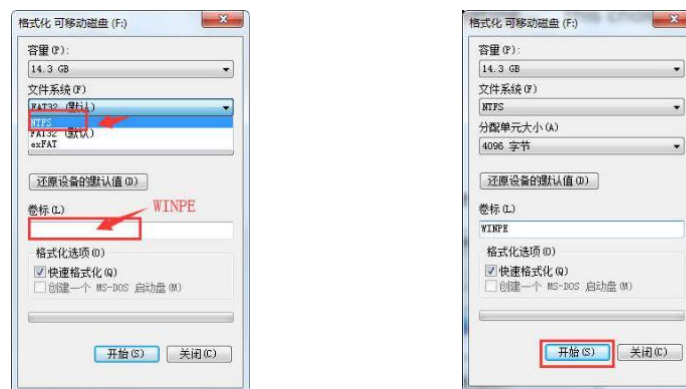 格式化 可移动磁盘 (F:)
容量(P):
14.3 GB
文件系统(F)
FAT32 (默认)
NTFS
FAT32 (默认)
exFAT
还原设备的默认值(D)
卷标(L)
WINPE
格式化选项(O)
快速格式化(Q)
创建一个 MS-DOS 启动盘(M)
开始(S)
关闭(C)
格式化 可移动磁盘 (F:)
容量(P):
14.3 GB
文件系统(F)
NTFS
分配单元大小(A)
4096 字节
还原设备的默认值(D)
卷标(L)
WINPE
格式化选项(O)
快速格式化(Q)
创建一个 MS-DOS 启动盘(M)
开始(S)
关闭(C)